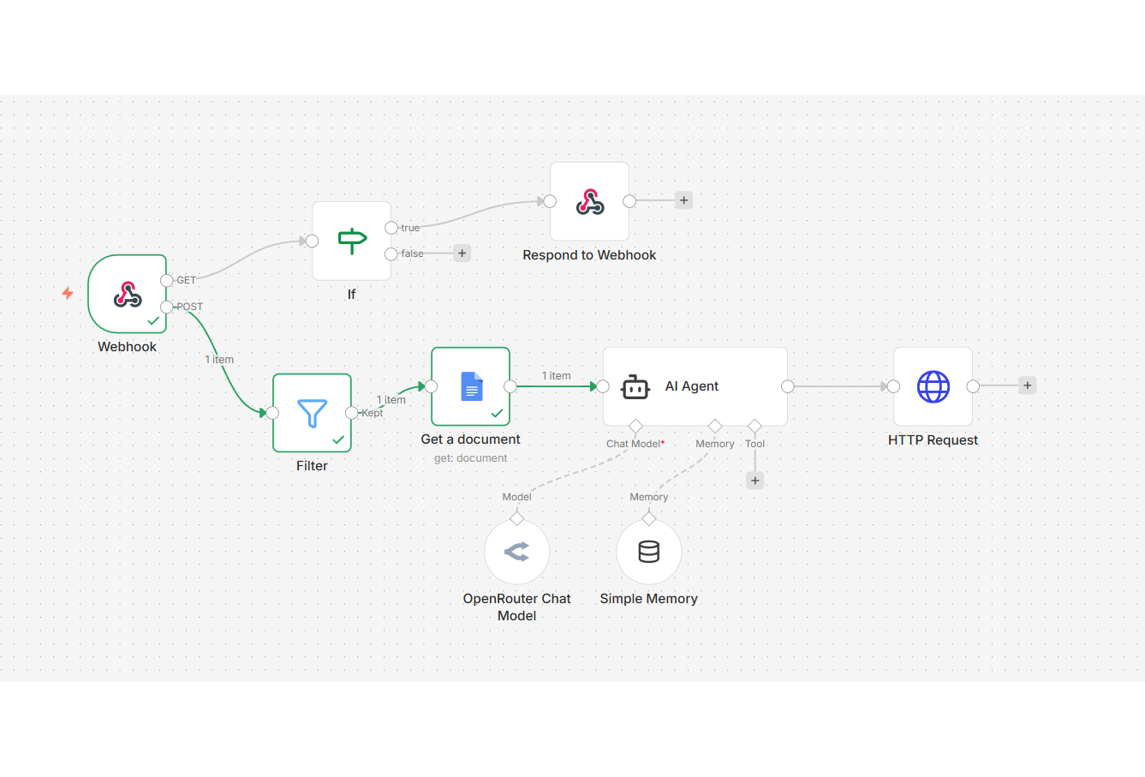 Respond to Webhook
true
false
If
GET
POST
Webhook
1 item
Filter
Kept
1 item
Get a document
get: document
1 item
AI Agent
Chat Model*
Memory
Tool
HTTP Request
Model
OpenRouter Chat
Model
Memory
Simple Memory